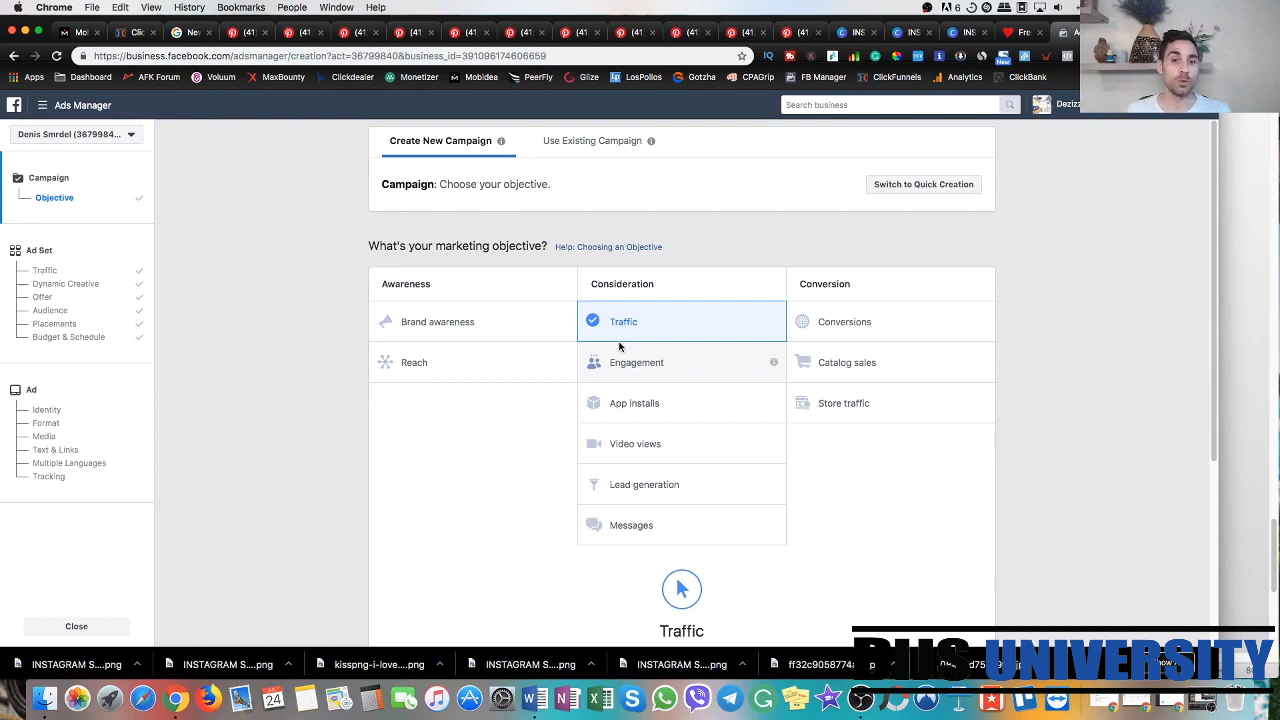 Chrome File Edit View History Bookmarks People Window Help
https://business.facebook.com/adsmanager/creation?act=36799840&business_id=391096174606659
Apps Dashboard AFK Forum Voluum MaxBounty Clickdealer Monetizer Mobidea PeerFly Glize LosPollos Gotzha CPAGrip FB Manager ClickFunnels Analytics ClickBank
Ads Manager
Search business
Denis Smrdel (3679984...
Campaign
Objective
Ad Set
Traffic
Dynamic Creative
Offer
Audience
Placements
Budget & Schedule
Ad
Identity
Format
Media
Text & Links
Multiple Languages
Tracking
Close
Create New Campaign
Use Existing Campaign
Campaign: Choose your objective.
Switch to Quick Creation
What's your marketing objective? Help: Choosing an Objective
Awareness
Consideration
Conversion
Brand awareness
Traffic
Conversions
Reach
Engagement
Catalog sales
App installs
Store traffic
Video views
Lead generation
Messages
Traffic
INSTAGRAM S....png
INSTAGRAM S....png
kisspng-i-love....png
INSTAGRAM S....png
INSTAGRAM S....png
UNIVERSITY